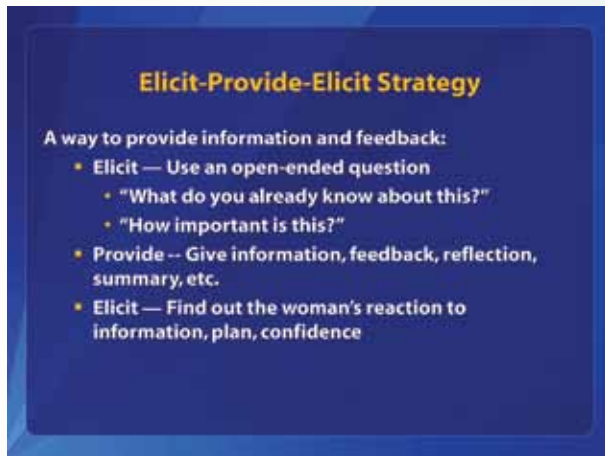 Elicit-Provide-Elicit Strategy
A way to provide information and feedback:
• Elicit — Use an open-ended question
• “What do you already know about this?”
• “How important is this?”
• Provide -- Give information, feedback, reflection,
summary, etc.
• Elicit — Find out the woman’s reaction to
information, plan, confidence